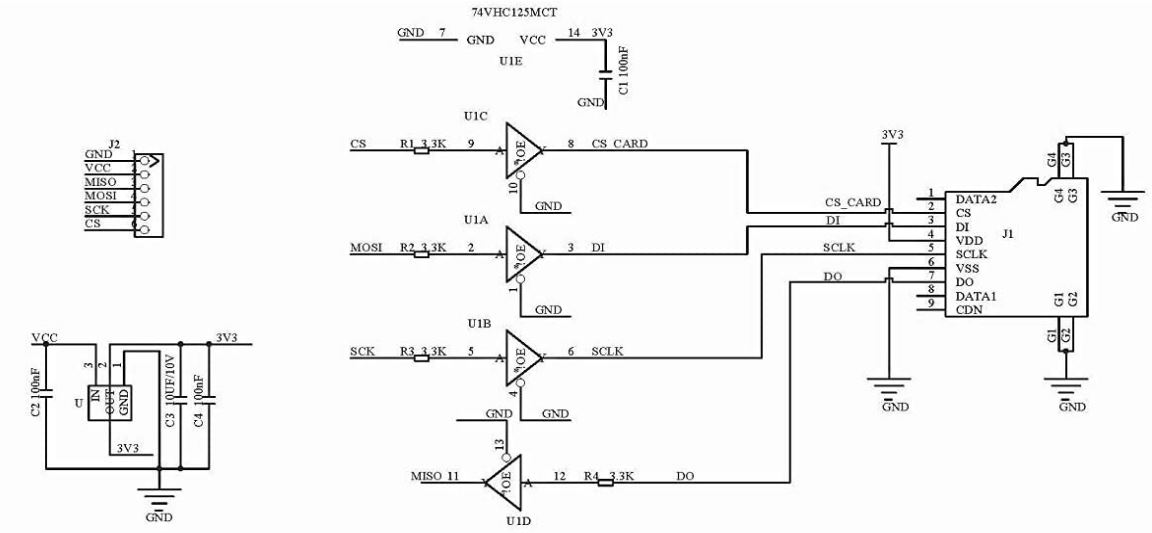 74VHC125MCT
GND 7 GND VCC 14 3V3
U1E
C1 100nF
GND
U1C
CS R1 3.3K 9 A !OE Y 8 CS_CARD
10
GND
U1A
MOSI R2 3.3K 2 A !OE Y 3 DI
1
GND
U1B
SCK R3 3.3K 5 A !OE Y 6 SCLK
4
GND GND
13
MISO 11 Y !OE A 12 R4 3.3K DO
U1D
J2
GND 1
VCC
MISO
MOSI
SCK
CS
VCC 3V3
3 2 1
C2 100nF
U
IN
OUT
GND
C3 10UF/10V
C4 100nF
3V3
GND
3V3
G4 G3
G4 G3
GND
1 DATA2
CS_CARD 2 CS
DI 3 DI
4 VDD
J1
SCLK 5 SCLK
6 VSS
DO 7 DO
8 DATA1
9 CDN
G1 G2
G1 G2
GND
GND